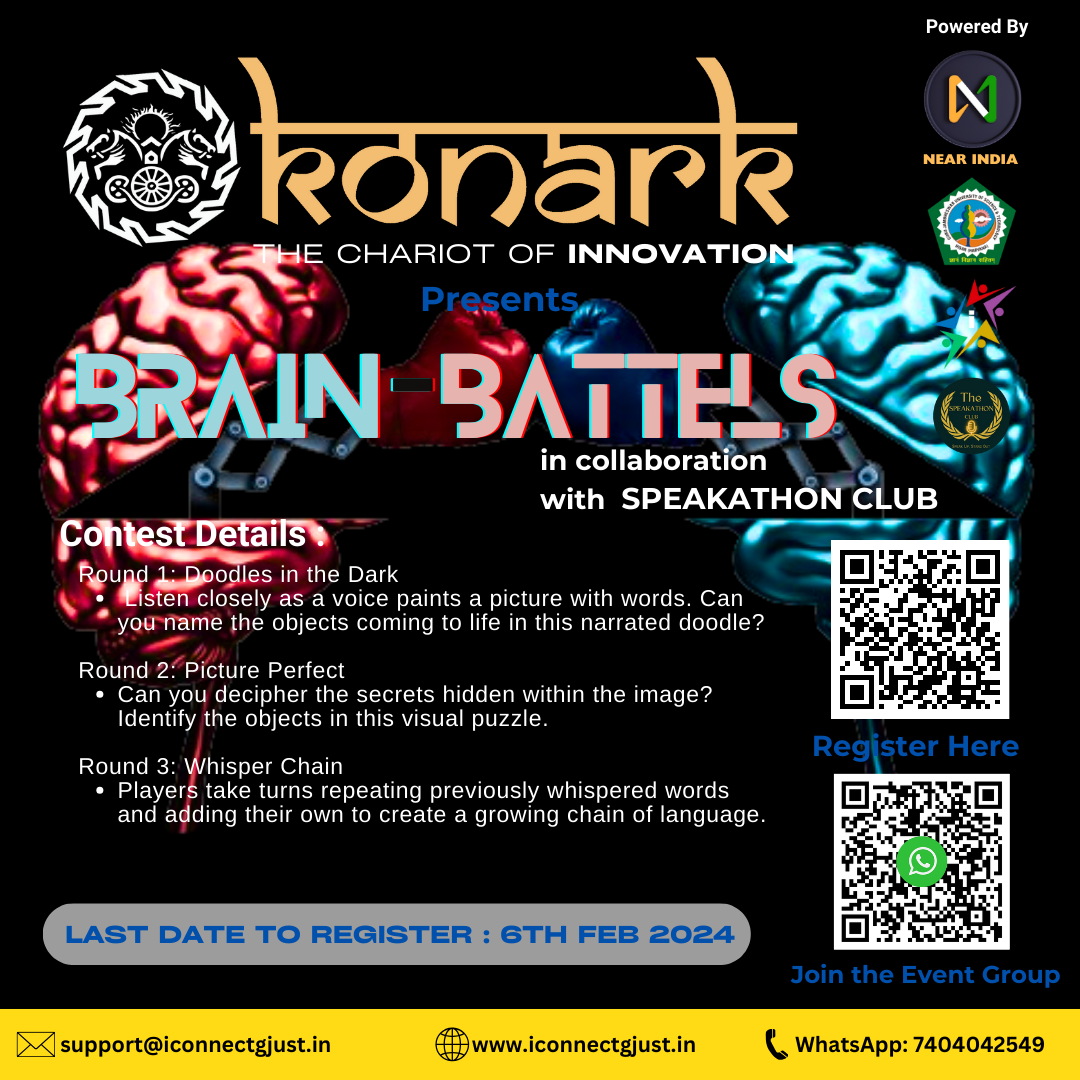 Powered By
konark
NEAR INDIA
THE CHARIOT OF INNOVATION
Presents
BRAIN-BATTELS
The
SPEAKATHON
CLUB
in collaboration
with SPEAKATHON CLUB
Contest Details :
Round 1: Doodles in the Dark
• Listen closely as a voice paints a picture with words. Can
you name the objects coming to life in this narrated doodle?
Round 2: Picture Perfect
• Can you decipher the secrets hidden within the image?
Identify the objects in this visual puzzle.
Round 3: Whisper Chain
• Players take turns repeating previously whispered words
and adding their own to create a growing chain of language.
Register Here
LAST DATE TO REGISTER : 6TH FEB 2024
Join the Event Group
support@iconnectgjust.in
www.iconnectgjust.in
WhatsApp: 7404042549